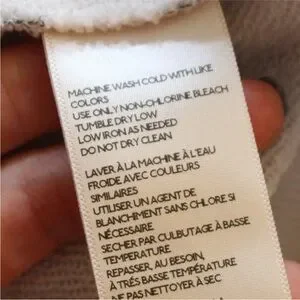 MACHINE WASH COLD WITH LIKE
COLORS
USE ONLY NON-CHLORINE BLEACH
TUMBLE DRY LOW
LOW IRON AS NEEDED
DO NOT DRY CLEAN
LAVER À LA MACHINE À L'EAU
FROIDE AVEC COULEURS
SIMILAIRES
UTILISER UN AGENT DE
BLANCHIMENT SANS CHLORE SI
NÉCESSAIRE
SECHER PAR CULBUTAGE À BASSE
TEMPERATURE
REPASSER, AU BESOIN,
À TRÉS BASSE TEMPÉRATURE
NE PAS NETTOYER À SEC